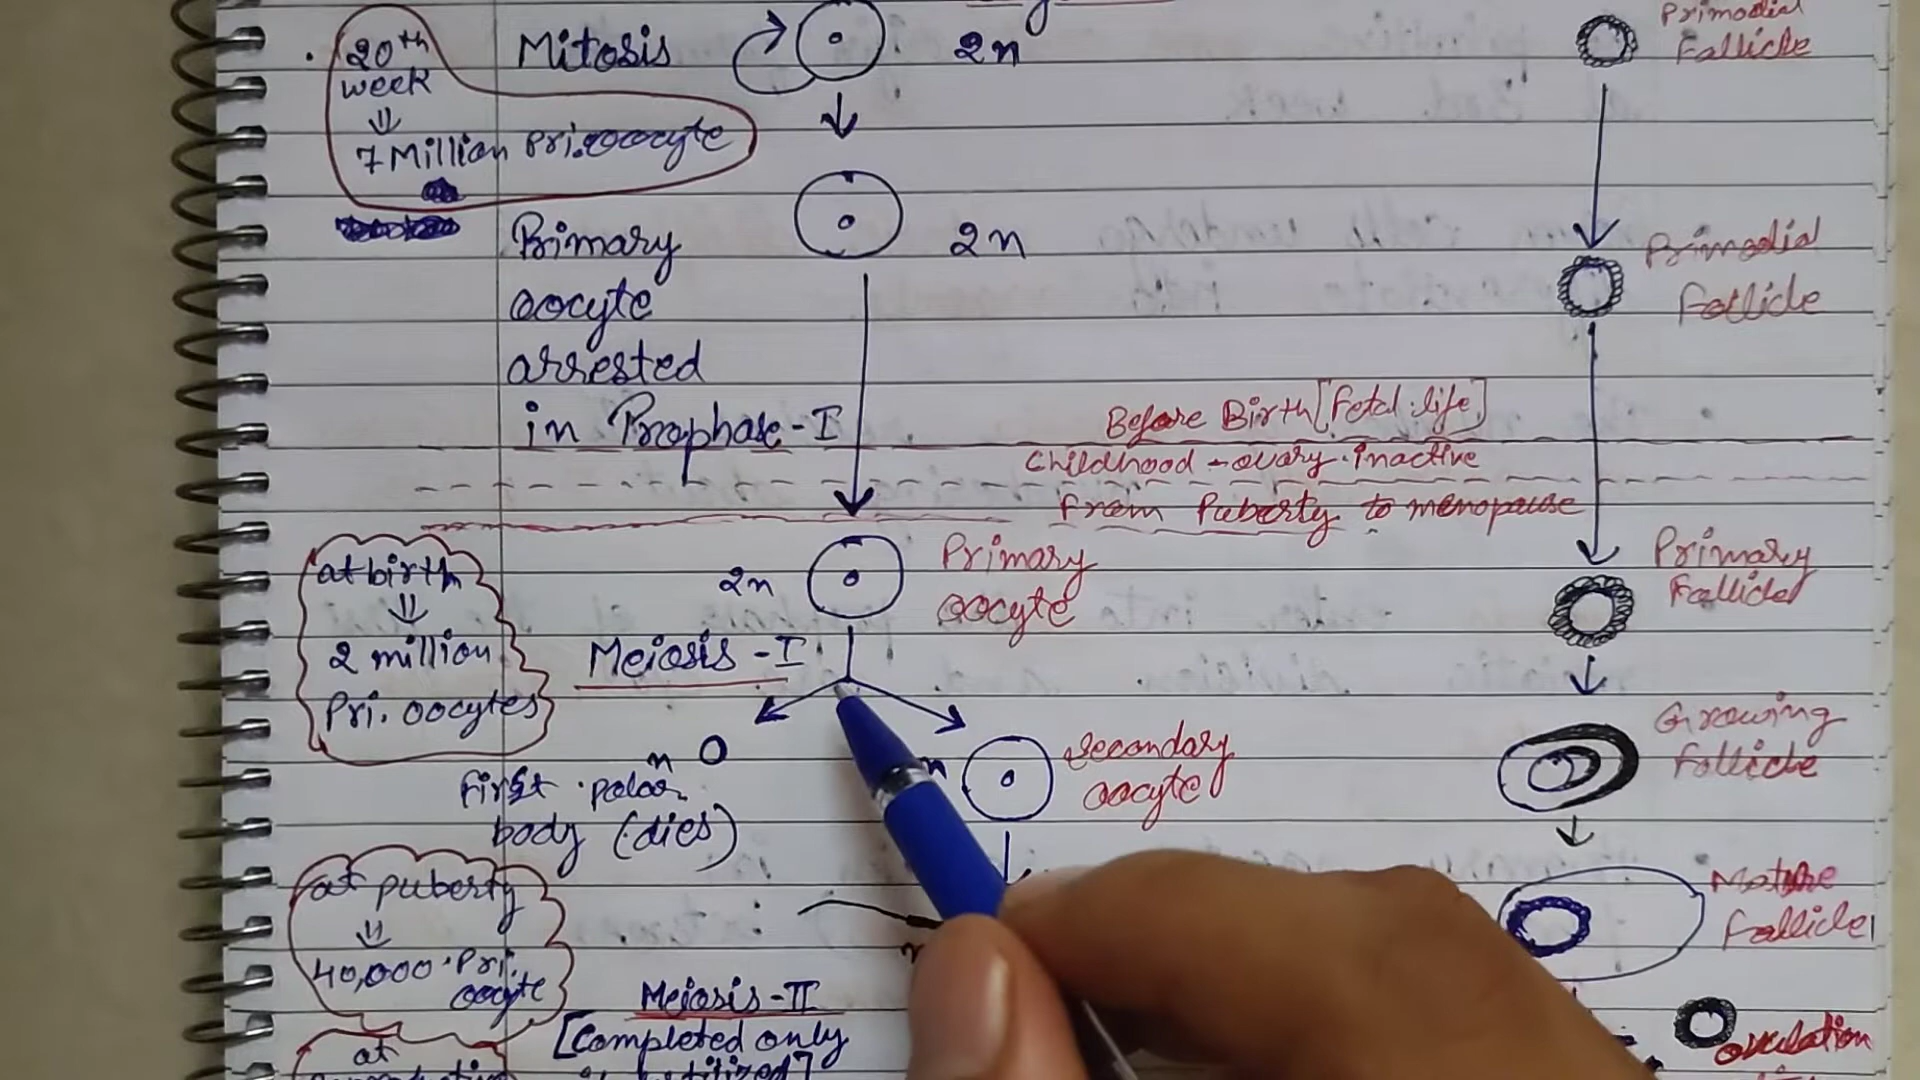 Primodial
Follicle
20th
week
⇓
7 Million Pri.oocyte
Mitosis
2n
Primary
oocyte
arrested
in Prophase-I
2n
Primodial
Follicle
Before Birth [Fetal life]
Childhood - ovary inactive
From Puberty to menopause
at birth
⇓
2 million
Pri. oocytes
2n
Primary
oocyte
Primary
Follicle
Meiosis-I
n
First polar
body (dies)
n
Secondary
oocyte
Growing
Follicle
at puberty
⇓
40,000 Pri.
oocyte
n
Mature
Follicle
Meiosis-II
[Completed only
ovulation
at